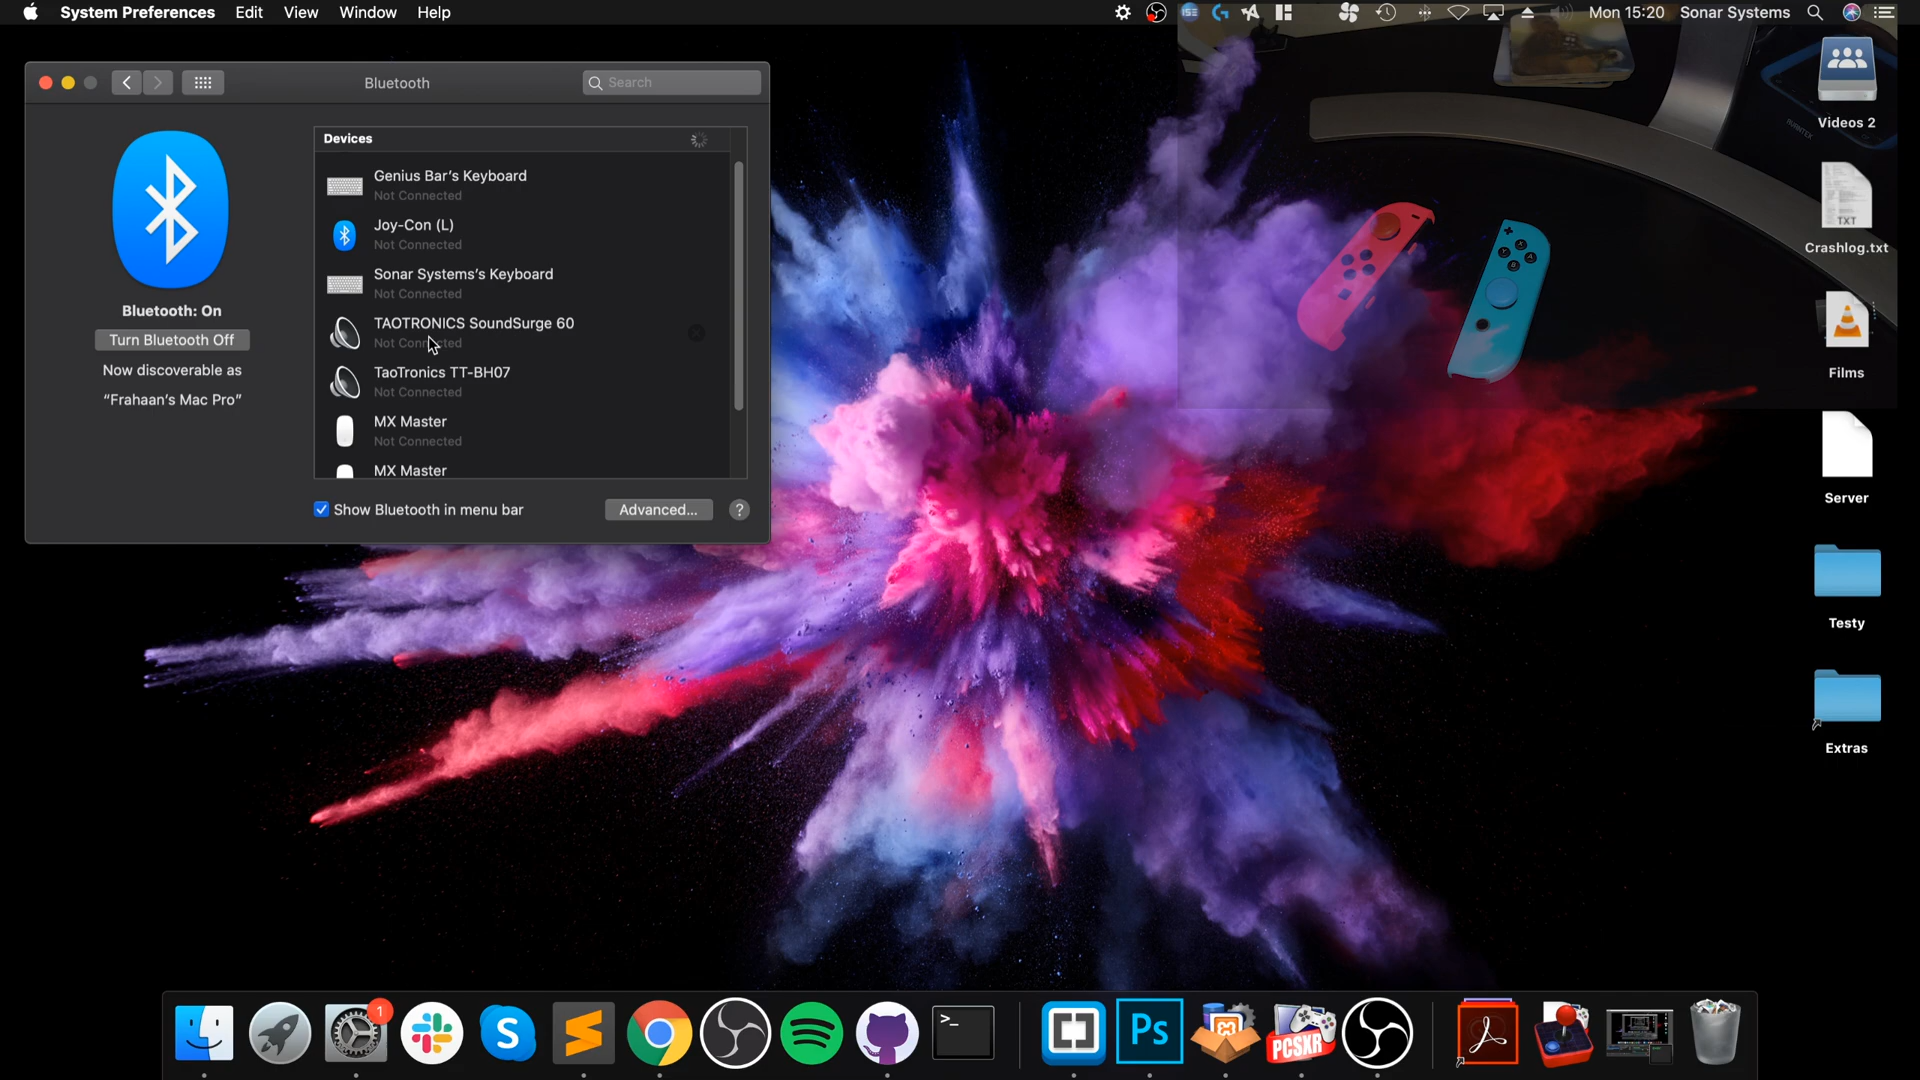 System Preferences Edit View Window Help
ISE
Mon 15:20 Sonar Systems
Bluetooth
Search
Devices
Genius Bar's Keyboard
Not Connected
Joy-Con (L)
Not Connected
Sonar Systems's Keyboard
Not Connected
TAOTRONICS SoundSurge 60
Not Connected
TaoTronics TT-BH07
Not Connected
MX Master
Not Connected
MX Master
Bluetooth: On
Turn Bluetooth Off
Now discoverable as
“Frahaan's Mac Pro”
Show Bluetooth in menu bar
Advanced...
?
Videos 2
TXT
Crashlog.txt
Films
Server
Testy
Extras
1
S
>_
Ps
PCSXR